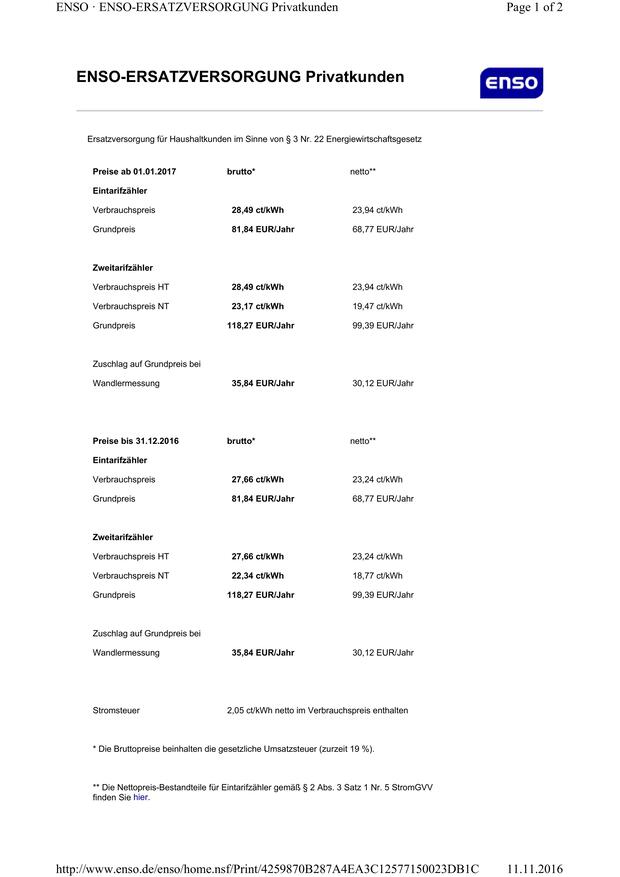 ENSO · ENSO-ERSATZVERSORGUNG Privatkunden Page 1 of 2
ENSO-ERSATZVERSORGUNG Privatkunden
enso
Ersatzversorgung für Haushaltkunden im Sinne von § 3 Nr. 22 Energiewirtschaftsgesetz
Preise ab 01.01.2017 brutto* netto**
Eintarifzähler
Verbrauchspreis 28,49 ct/kWh 23,94 ct/kWh
Grundpreis 81,84 EUR/Jahr 68,77 EUR/Jahr
Zweitarifzähler
Verbrauchspreis HT 28,49 ct/kWh 23,94 ct/kWh
Verbrauchspreis NT 23,17 ct/kWh 19,47 ct/kWh
Grundpreis 118,27 EUR/Jahr 99,39 EUR/Jahr
Zuschlag auf Grundpreis bei
Wandlermessung 35,84 EUR/Jahr 30,12 EUR/Jahr
Preise bis 31.12.2016 brutto* netto**
Eintarifzähler
Verbrauchspreis 27,66 ct/kWh 23,24 ct/kWh
Grundpreis 81,84 EUR/Jahr 68,77 EUR/Jahr
Zweitarifzähler
Verbrauchspreis HT 27,66 ct/kWh 23,24 ct/kWh
Verbrauchspreis NT 22,34 ct/kWh 18,77 ct/kWh
Grundpreis 118,27 EUR/Jahr 99,39 EUR/Jahr
Zuschlag auf Grundpreis bei
Wandlermessung 35,84 EUR/Jahr 30,12 EUR/Jahr
Stromsteuer 2,05 ct/kWh netto im Verbrauchspreis enthalten
* Die Bruttopreise beinhalten die gesetzliche Umsatzsteuer (zurzeit 19 %).
** Die Nettopreis-Bestandteile für Eintarifzähler gemäß § 2 Abs. 3 Satz 1 Nr. 5 StromGVV
finden Sie hier.
http://www.enso.de/enso/home.nsf/Print/4259870B287A4EA3C12577150023DB1C 11.11.2016